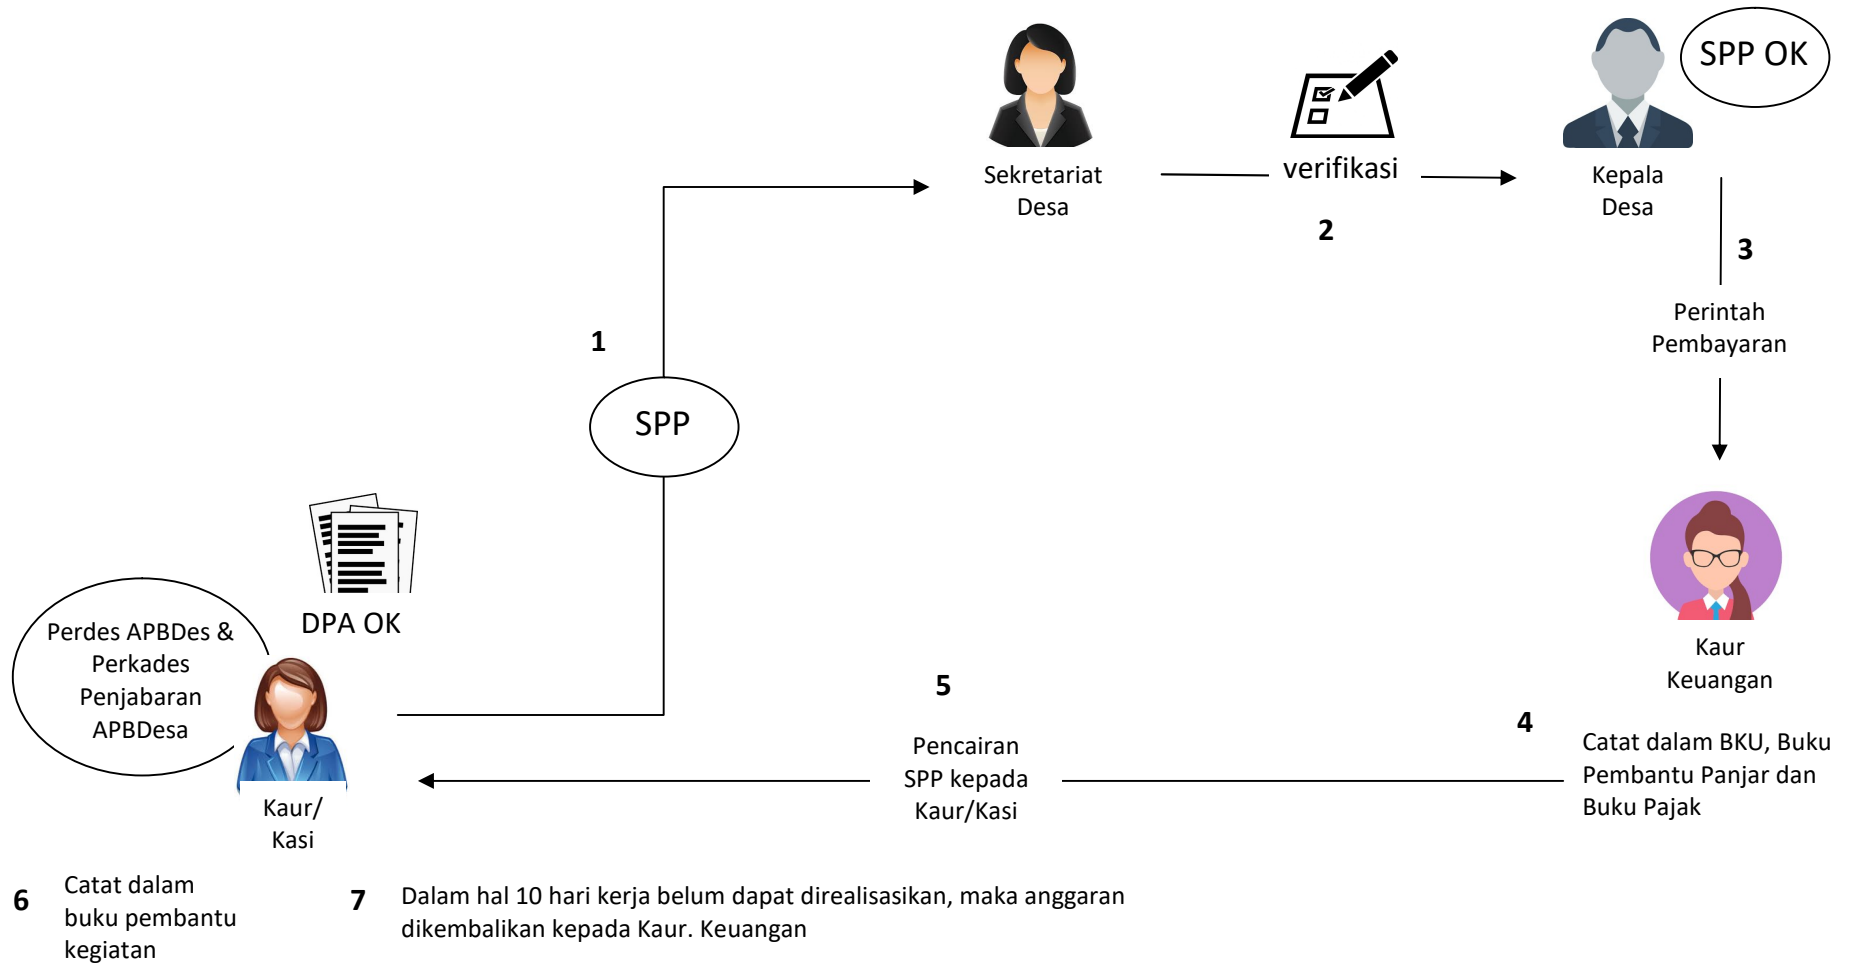 SPP OK
Sekretariat
Desa
verifikasi
2
Kepala
Desa
3
Perintah
Pembayaran
1
SPP
DPA OK
Perdes APBDes &
Perkades
Penjabaran
APBDesa
Kaur/
Kasi
Kaur
Keuangan
4
Catat dalam BKU, Buku
Pembantu Panjar dan
Buku Pajak
5
Pencairan
SPP kepada
Kaur/Kasi
6
Catat dalam
buku pembantu
kegiatan
7
Dalam hal 10 hari kerja belum dapat direalisasikan, maka anggaran
dikembalikan kepada Kaur. Keuangan